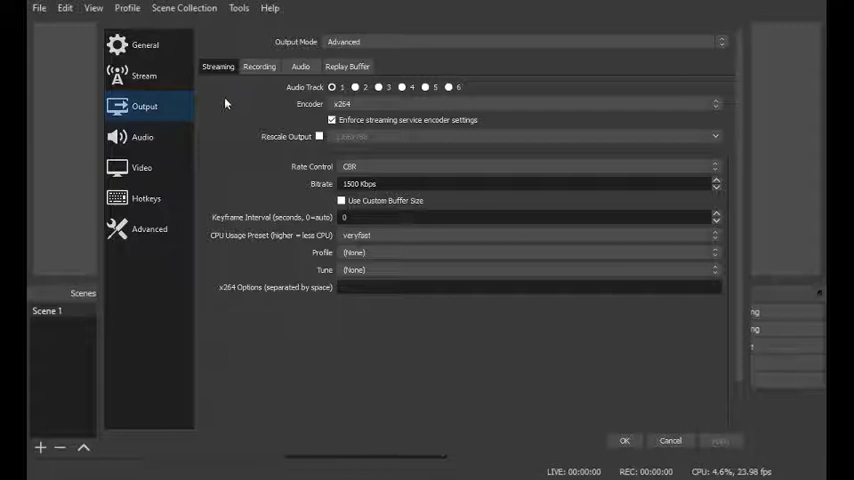 File Edit View Profile Scene Collection Tools Help
General
Stream
Output
Audio
Video
Hotkeys
Advanced
Output Mode Advanced
Streaming Recording Audio Replay Buffer
Audio Track 1 2 3 4 5 6
Encoder x264
Enforce streaming service encoder settings
Rescale Output
Rate Control CBR
Bitrate 1500 Kbps
Use Custom Buffer Size
Keyframe Interval (seconds, 0=auto) 0
CPU Usage Preset (higher = less CPU) veryfast
Profile (None)
Tune (None)
x264 Options (separated by space)
Scenes
Scene 1
ng
ng
OK Cancel Apply
LIVE: 00:00:00 REC: 00:00:00 CPU: 4.6%, 23.98 fps